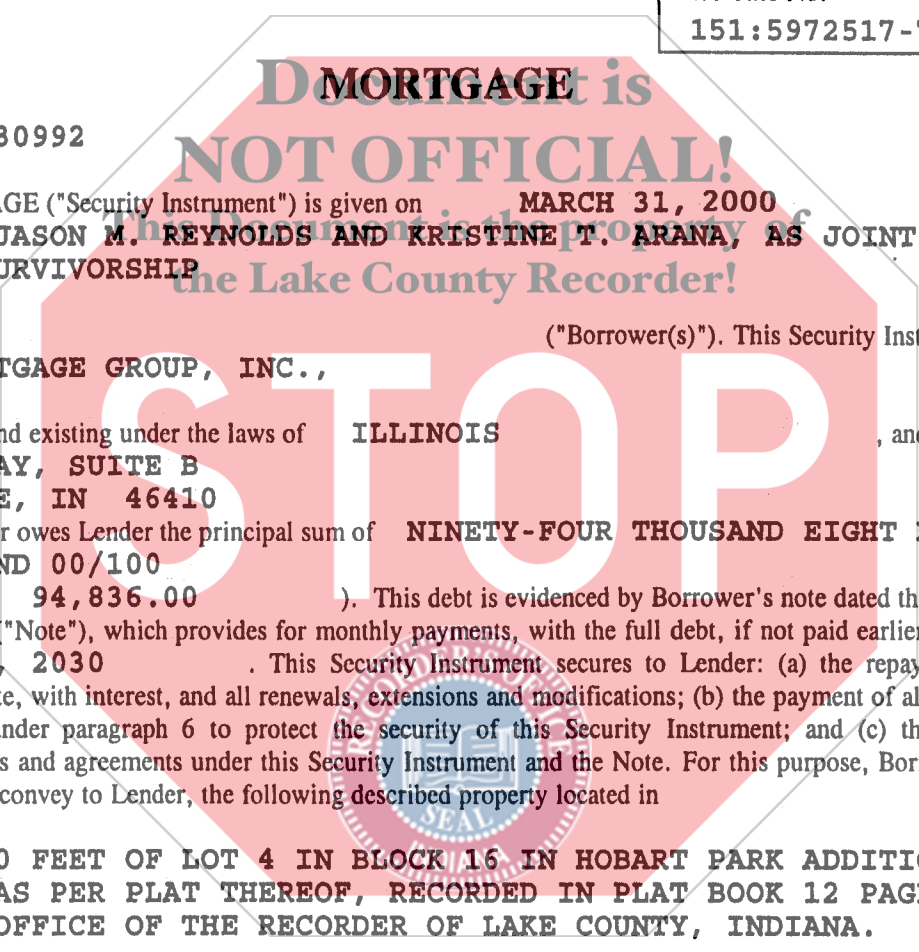 151:5972517-
MORTGAGE
Document is
NOT OFFICIAL!
This Document is the property of
the Lake County Recorder!
STOP
30992
GE ("Security Instrument") is given on MARCH 31, 2000
JASON M. REYNOLDS AND KRISTINE T. ARANA, AS JOINT
URVIVORSHIP
("Borrower(s)"). This Security Inst
TGAGE GROUP, INC.,
nd existing under the laws of ILLINOIS , and
AY, SUITE B
E, IN 46410
r owes Lender the principal sum of NINETY-FOUR THOUSAND EIGHT
ND 00/100
94,836.00 ). This debt is evidenced by Borrower's note dated th
("Note"), which provides for monthly payments, with the full debt, if not paid earlier
, 2030 . This Security Instrument secures to Lender: (a) the repay
te, with interest, and all renewals, extensions and modifications; (b) the payment of al
nder paragraph 6 to protect the security of this Security Instrument; and (c) th
s and agreements under this Security Instrument and the Note. For this purpose, Bor
convey to Lender, the following described property located in
SEAL
0 FEET OF LOT 4 IN BLOCK 16 IN HOBART PARK ADDITIO
AS PER PLAT THEREOF, RECORDED IN PLAT BOOK 12 PAG
OFFICE OF THE RECORDER OF LAKE COUNTY, INDIANA.